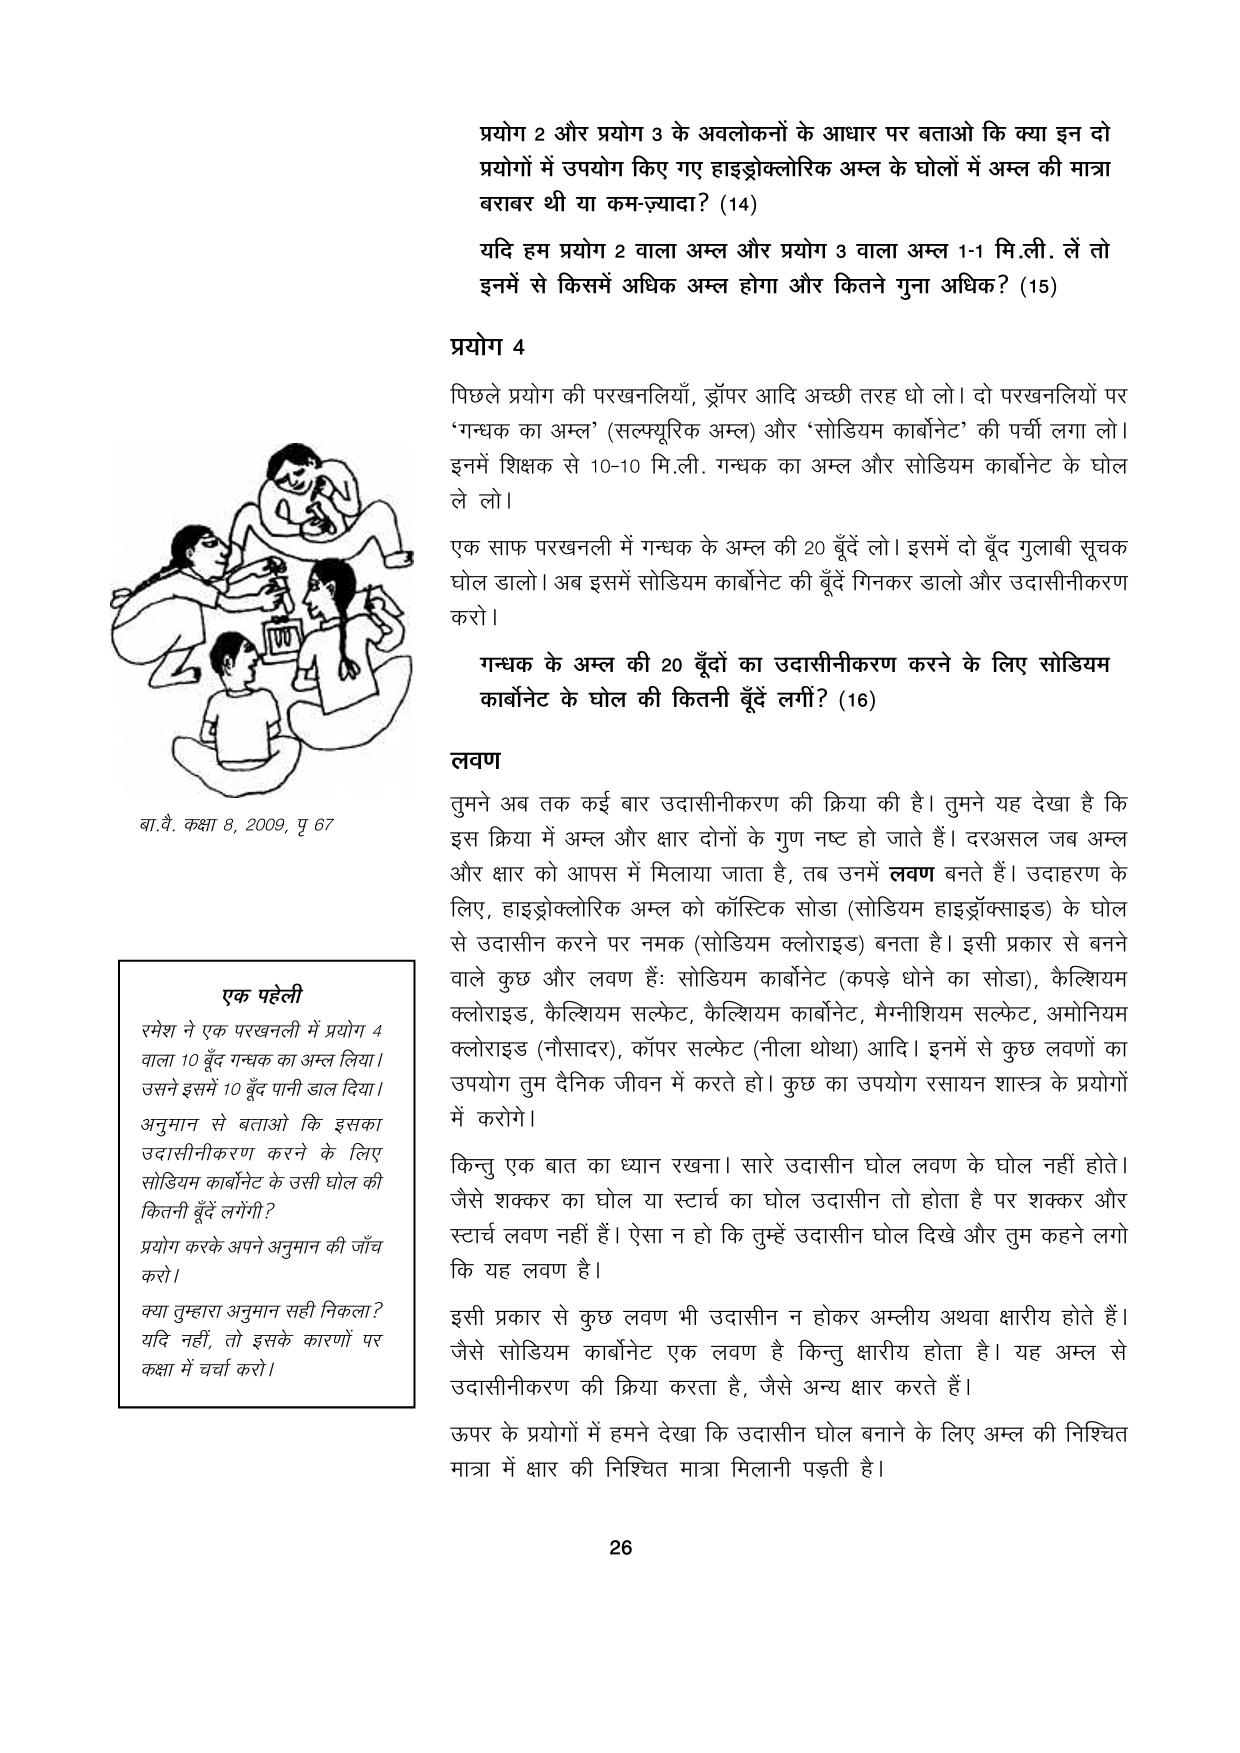 प्रयोग 2 और प्रयोग 3 के अवलोकनों के आधार पर बताओ कि क्या इन दो
प्रयोगों में उपयोग किए गए हाइड्रोक्लोरिक अम्ल के घोलों में अम्ल की मात्रा
बराबर थी या कम-ज़्यादा? (14)
यदि हम प्रयोग 2 वाला अम्ल और प्रयोग 3 वाला अम्ल 1-1 मि.ली. लें तो
इनमें से किसमें अधिक अम्ल होगा और कितने गुना अधिक? (15)
प्रयोग 4
पिछले प्रयोग की परखनलियाँ, ड्रॉपर आदि अच्छी तरह धो लो। दो परखनलियों पर
‘गन्धक का अम्ल’ (सल्फ्यूरिक अम्ल) और ‘सोडियम कार्बोनेट’ की पर्ची लगा लो।
इनमें शिक्षक से 10-10 मि.ली. गन्धक का अम्ल और सोडियम कार्बोनेट के घोल
ले लो।
एक साफ परखनली में गन्धक के अम्ल की 20 बूँदें लो। इसमें दो बूँद गुलाबी सूचक
घोल डालो। अब इसमें सोडियम कार्बोनेट की बूँदें गिनकर डालो और उदासीनीकरण
करो।
गन्धक के अम्ल की 20 बूँदों का उदासीनीकरण करने के लिए सोडियम
कार्बोनेट के घोल की कितनी बूँदें लगीं? (16)
लवण
तुमने अब तक कई बार उदासीनीकरण की क्रिया की है। तुमने यह देखा है कि
इस क्रिया में अम्ल और क्षार दोनों के गुण नष्ट हो जाते हैं। दरअसल जब अम्ल
और क्षार को आपस में मिलाया जाता है, तब उनमें लवण बनते हैं। उदाहरण के
लिए, हाइड्रोक्लोरिक अम्ल को कॉस्टिक सोडा (सोडियम हाइड्रॉक्साइड) के घोल
से उदासीन करने पर नमक (सोडियम क्लोराइड) बनता है। इसी प्रकार से बनने
वाले कुछ और लवण हैंः सोडियम कार्बोनेट (कपड़े धोने का सोडा), कैल्शियम
क्लोराइड, कैल्शियम सल्फेट, कैल्शियम कार्बोनेट, मैग्नीशियम सल्फेट, अमोनियम
क्लोराइड (नौसादर), कॉपर सल्फेट (नीला थोथा) आदि। इनमें से कुछ लवणों का
उपयोग तुम दैनिक जीवन में करते हो। कुछ का उपयोग रसायन शास्त्र के प्रयोगों
में करोगे।
किन्तु एक बात का ध्यान रखना। सारे उदासीन घोल लवण के घोल नहीं होते।
जैसे शक्कर का घोल या स्टार्च का घोल उदासीन तो होता है पर शक्कर और
स्टार्च लवण नहीं हैं। ऐसा न हो कि तुम्हें उदासीन घोल दिखे और तुम कहने लगो
कि यह लवण है।
इसी प्रकार से कुछ लवण भी उदासीन न होकर अम्लीय अथवा क्षारीय होते हैं।
जैसे सोडियम कार्बोनेट एक लवण है किन्तु क्षारीय होता है। यह अम्ल से
उदासीनीकरण की क्रिया करता है, जैसे अन्य क्षार करते हैं।
ऊपर के प्रयोगों में हमने देखा कि उदासीन घोल बनाने के लिए अम्ल की निश्चित
मात्रा में क्षार की निश्चित मात्रा मिलानी पड़ती है।
बा.वै. कक्षा 8, 2009, पृ 67
एक पहेली
रमेश ने एक परखनली में प्रयोग 4
वाला 10 बूँद गन्धक का अम्ल लिया।
उसने इसमें 10 बूँद पानी डाल दिया।
अनुमान से बताओ कि इसका
उदासीनीकरण करने के लिए
सोडियम कार्बोनेट के उसी घोल की
कितनी बूँदें लगेंगी?
प्रयोग करके अपने अनुमान की जाँच
करो।
क्या तुम्हारा अनुमान सही निकला?
यदि नहीं, तो इसके कारणों पर
कक्षा में चर्चा करो।
26